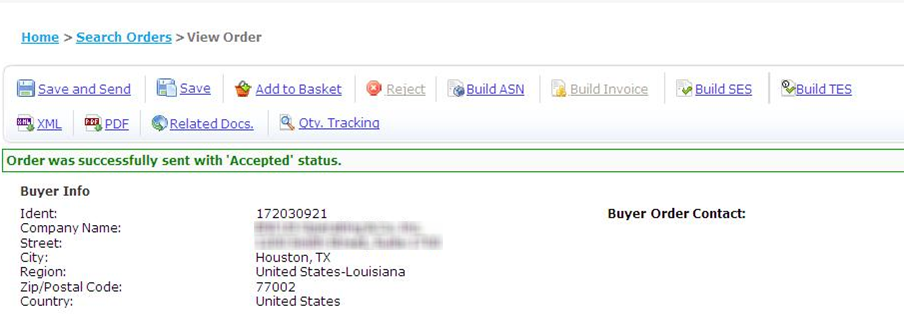 Home > Search Orders > View Order
Save and Send Save Add to Basket Reject Build ASN Build Invoice Build SES Build TES
XML PDF Related Docs. Qty. Tracking
Order was successfully sent with 'Accepted' status.
Buyer Info
Ident: 172030921 Buyer Order Contact:
Company Name:
Street:
City: Houston, TX
Region: United States-Louisiana
Zip/Postal Code: 77002
Country: United States